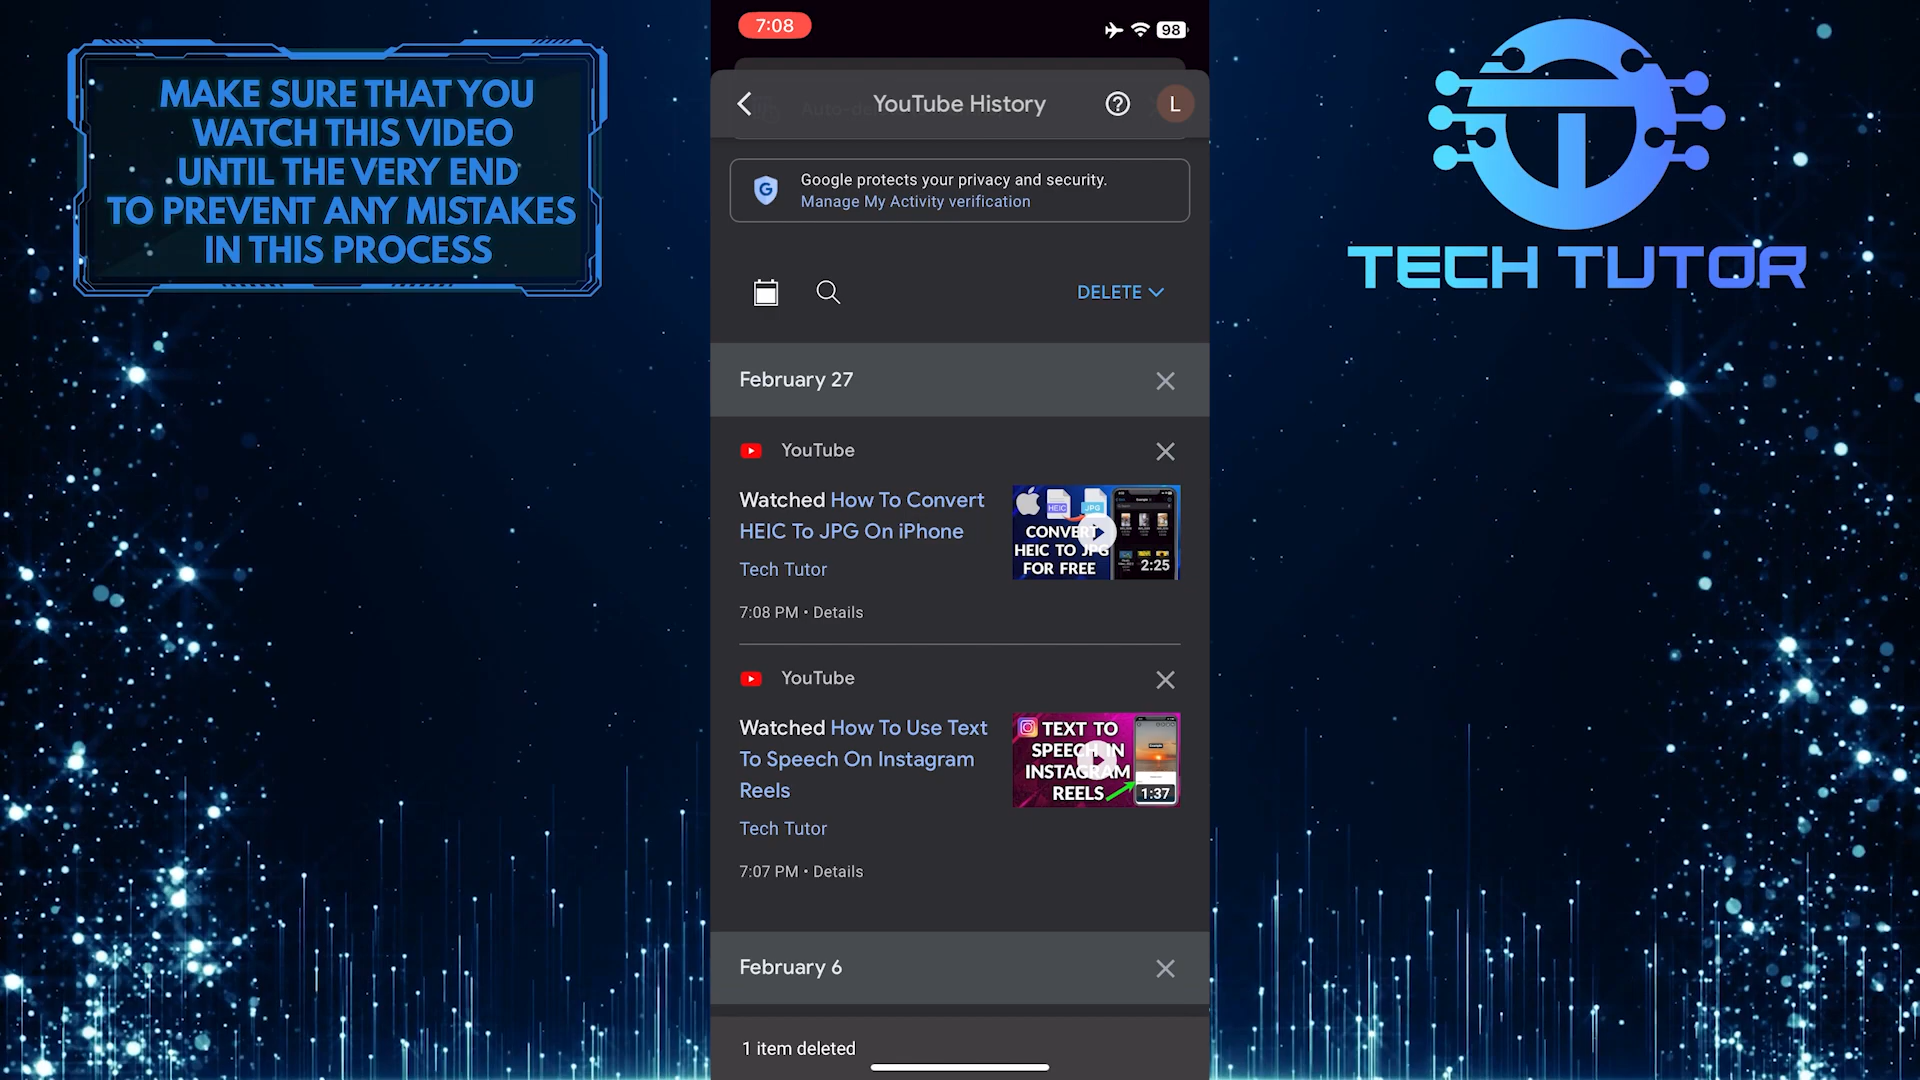 MAKE SURE THAT YOU
WATCH THIS VIDEO
UNTIL THE VERY END
TO PREVENT ANY MISTAKES
IN THIS PROCESS
7:08
98
YouTube History
L
Google protects your privacy and security.
Manage My Activity verification
DELETE
February 27
YouTube
Watched How To Convert
HEIC To JPG On iPhone
Tech Tutor
7:08 PM • Details
HEIC
JPG
CONVERT
HEIC TO JPG
FOR FREE
2:25
YouTube
Watched How To Use Text
To Speech On Instagram
Reels
Tech Tutor
7:07 PM • Details
TEXT TO
SPEECH IN
INSTAGRAM
REELS
1:37
February 6
1 item deleted
TECH TUTOR